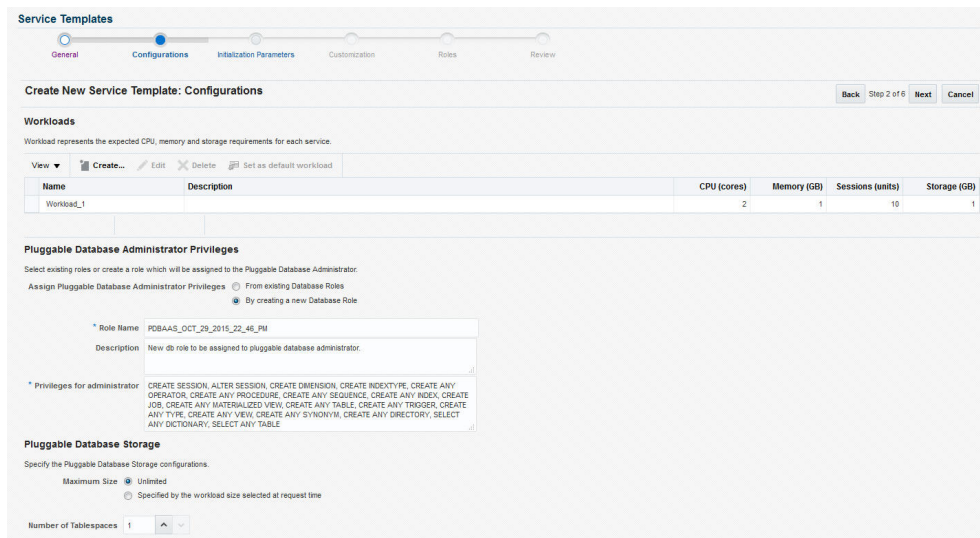 Service Templates
General
Configurations
Initialization Parameters
Customization
Roles
Review
Create New Service Template: Configurations
Back Step 2 of 6 Next Cancel
Workloads
Workload represents the expected CPU, memory and storage requirements for each service.
View Create... Edit Delete Set as default workload
Name Description CPU (cores) Memory (GB) Sessions (units) Storage (GB)
Workload_1 2 1 10 1
Pluggable Database Administrator Privileges
Select existing roles or create a role which will be assigned to the Pluggable Database Administrator.
Assign Pluggable Database Administrator Privileges From existing Database Roles
By creating a new Database Role
* Role Name PDBAAS_OCT_29_2015_22_46_PM
Description New db role to be assigned to pluggable database administrator.
* Privileges for administrator CREATE SESSION, ALTER SESSION, CREATE DIMENSION, CREATE INDEXTYPE, CREATE ANY
OPERATOR, CREATE ANY PROCEDURE, CREATE ANY SEQUENCE, CREATE ANY INDEX, CREATE
JOB, CREATE ANY MATERIALIZED VIEW, CREATE ANY TABLE, CREATE ANY TRIGGER, CREATE
ANY TYPE, CREATE ANY VIEW, CREATE ANY SYNONYM, CREATE ANY DIRECTORY, SELECT
ANY DICTIONARY, SELECT ANY TABLE
Pluggable Database Storage
Specify the Pluggable Database Storage configurations.
Maximum Size Unlimited
Specified by the workload size selected at request time
Number of Tablespaces 1